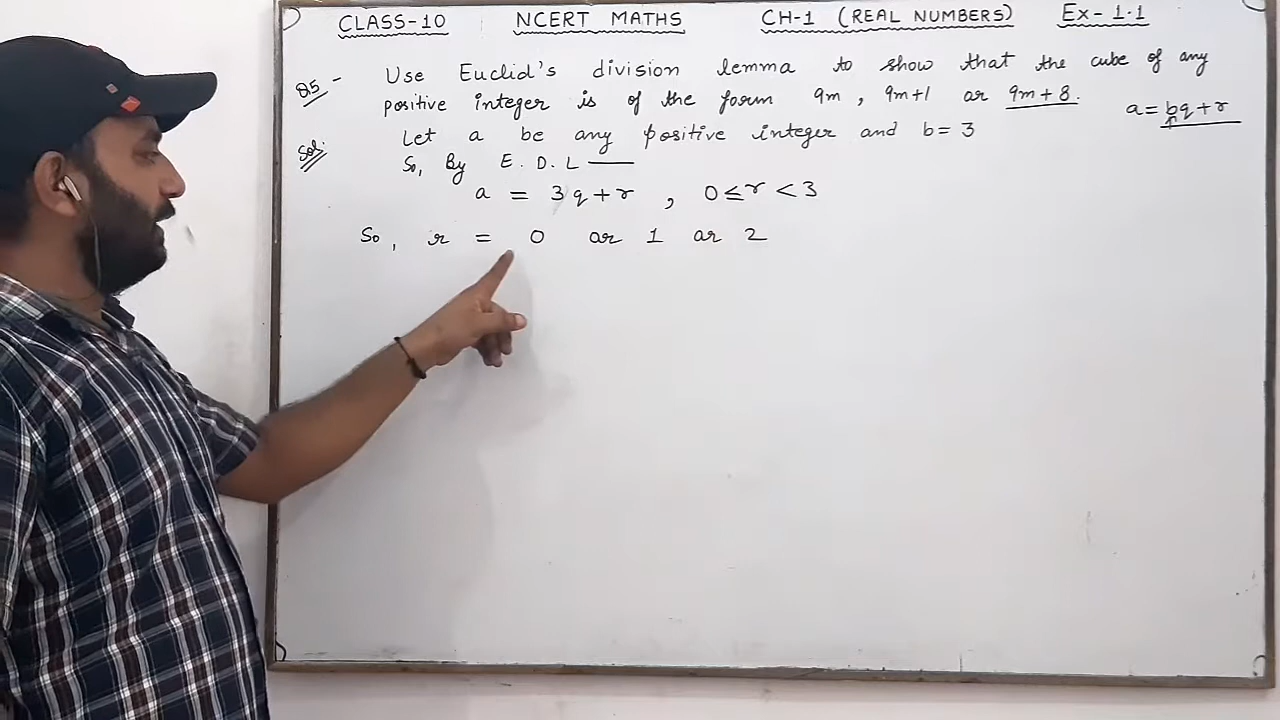 CLASS-10 NCERT MATHS CH-1 (REAL NUMBERS) Ex-1.1
Q.5- Use Euclid's division lemma to show that the cube of any
positive integer is of the form 9m, 9m+1 or 9m+8.
a = bq+r
Sol: Let a be any positive integer and b=3
So, By E.D.L
a = 3q+r, 0≤r<3
So, r = 0 or 1 or 2